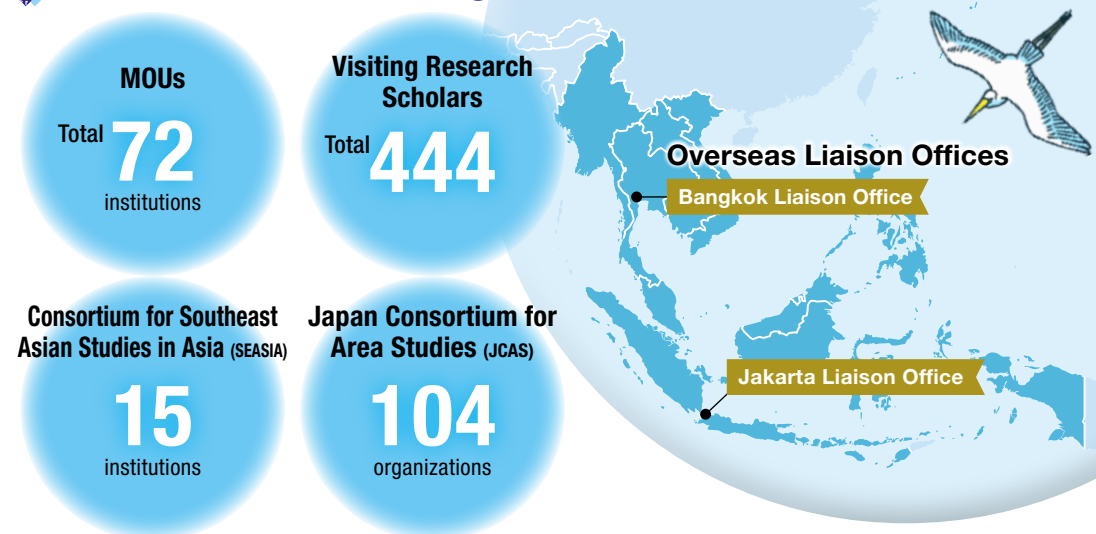 MOUs
Total 72
institutions
Visiting Research
Scholars
Total 444
Consortium for Southeast
Asian Studies in Asia (SEASIA)
15
institutions
Japan Consortium for
Area Studies (JCAS)
104
organizations
Overseas Liaison Offices
Bangkok Liaison Office
Jakarta Liaison Office